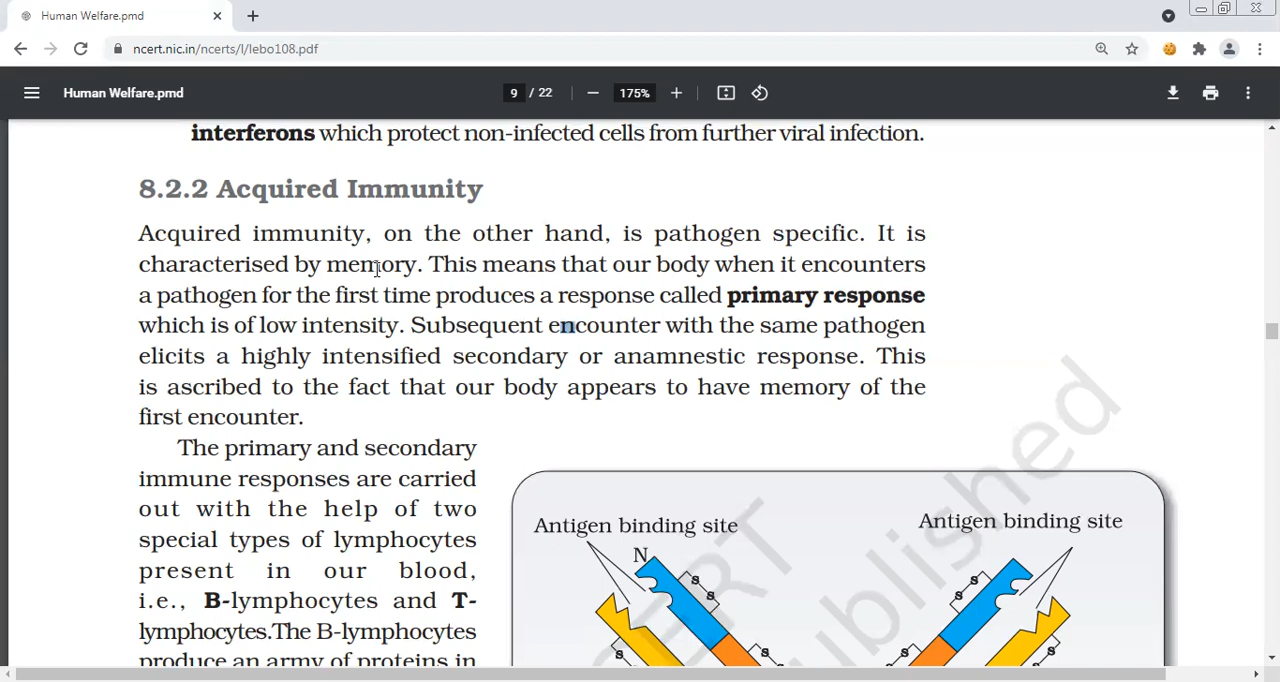 Human Welfare.pmd
ncert.nic.in/ncerts/l/lebo108.pdf
Human Welfare.pmd
9 / 22
175%
interferons which protect non-infected cells from further viral infection.
8.2.2 Acquired Immunity
Acquired immunity, on the other hand, is pathogen specific. It is
characterised by memory. This means that our body when it encounters
a pathogen for the first time produces a response called primary response
which is of low intensity. Subsequent encounter with the same pathogen
elicits a highly intensified secondary or anamnestic response. This
is ascribed to the fact that our body appears to have memory of the
first encounter.
The primary and secondary
immune responses are carried
out with the help of two
special types of lymphocytes
present in our blood,
i.e., B-lymphocytes and T-
lymphocytes.The B-lymphocytes
produce an army of proteins in
Antigen binding site
Antigen binding site
N
s
s
s
s
s
s
s
s
s